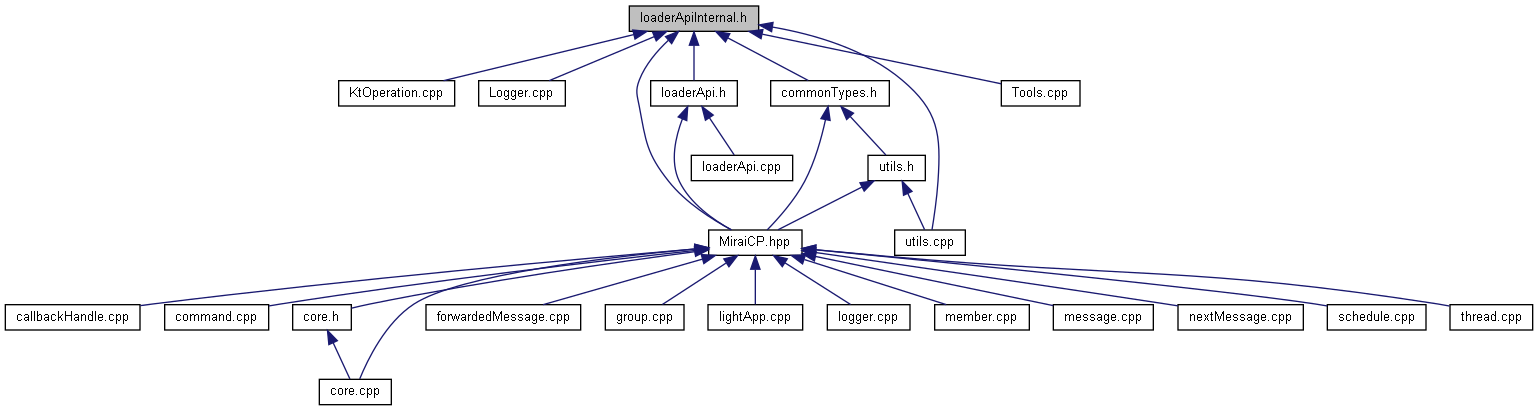 loaderApiInternal.h
KtOperation.cpp
Logger.cpp
loaderApi.h
commonTypes.h
Tools.cpp
loaderApi.cpp
utils.h
MiraiCP.hpp
utils.cpp
callbackHandle.cpp
command.cpp
core.h
forwardedMessage.cpp
group.cpp
lightApp.cpp
logger.cpp
member.cpp
message.cpp
nextMessage.cpp
schedule.cpp
thread.cpp
core.cpp